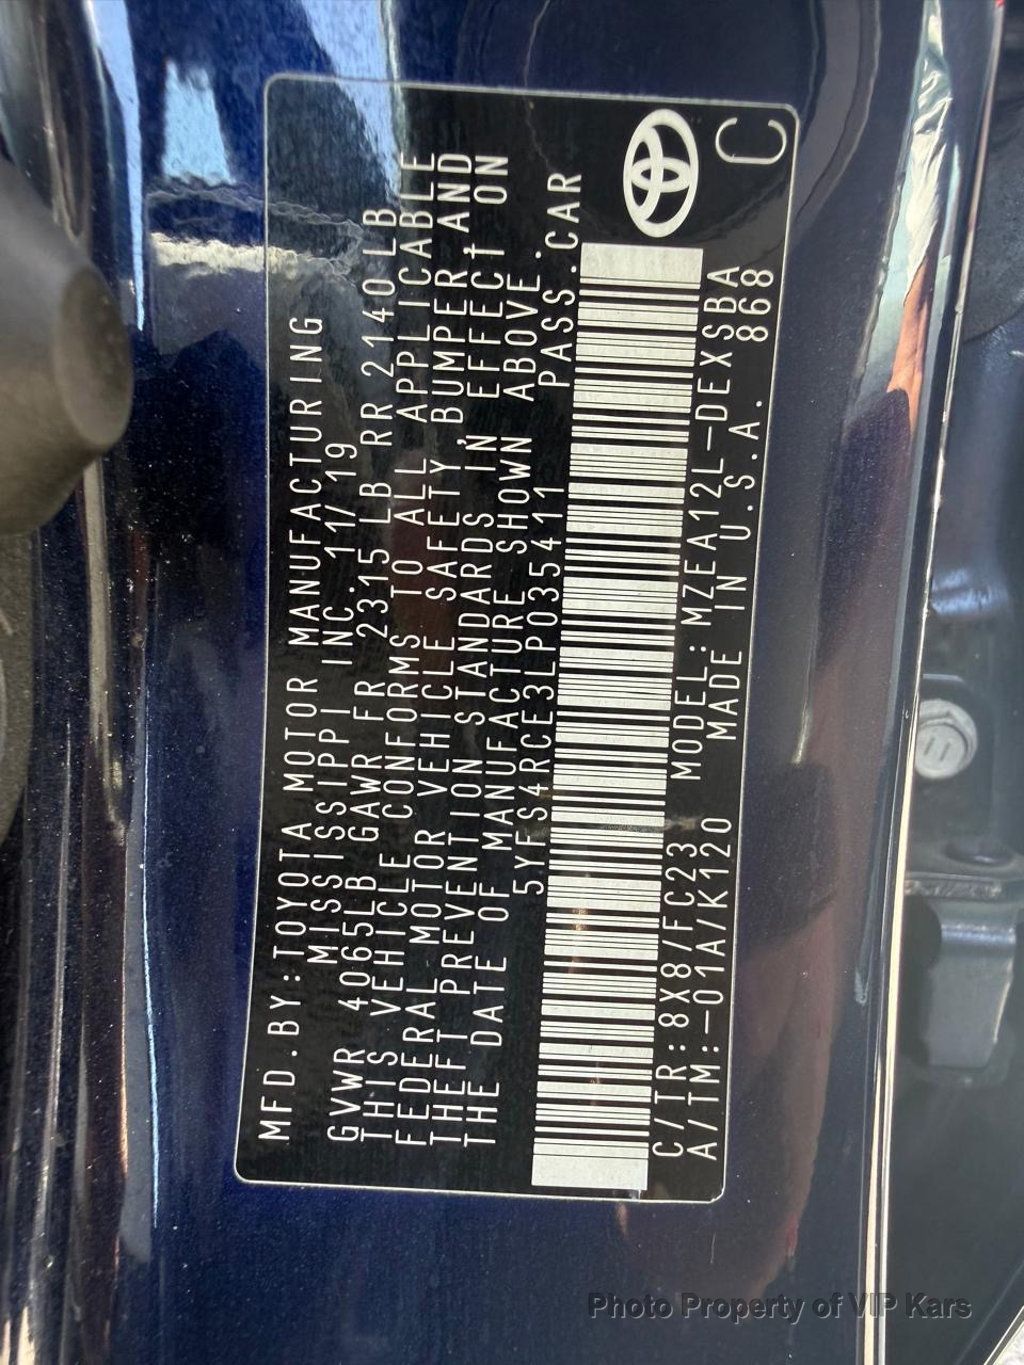 MFD.BY:TOYOTA MOTOR MANUFACTURING
MISSISSIPPI INC.11/19
GVWR 4065LB GAWR FR 2315LB RR 2140LB
THIS VEHICLE CONFORMS TO ALL APPLICABLE
FEDERAL MOTOR VEHICLE SAFETY,BUMPER,AND
THEFT PREVENTION STANDARDS IN EFFECT ON
THE DATE OF MANUFACTURE SHOWN ABOVE.
5YFS4RCE3LP035411 PASS.CAR
C/TR:8X8/FC23 MODEL:MZEA12L-DEXSBA
A/TM:-01A/K120 MADE IN U.S.A. 868
C
Photo Property of VIP Kars